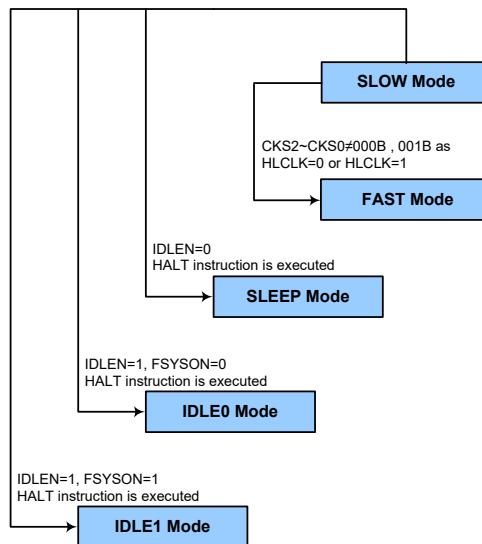 SLOW Mode
CKS2~CKS0≠000B , 001B as
HLCLK=0 or HLCLK=1
FAST Mode
IDLEN=0
HALT instruction is executed
SLEEP Mode
IDLEN=1, FSYSON=0
HALT instruction is executed
IDLE0 Mode
IDLEN=1, FSYSON=1
HALT instruction is executed
IDLE1 Mode